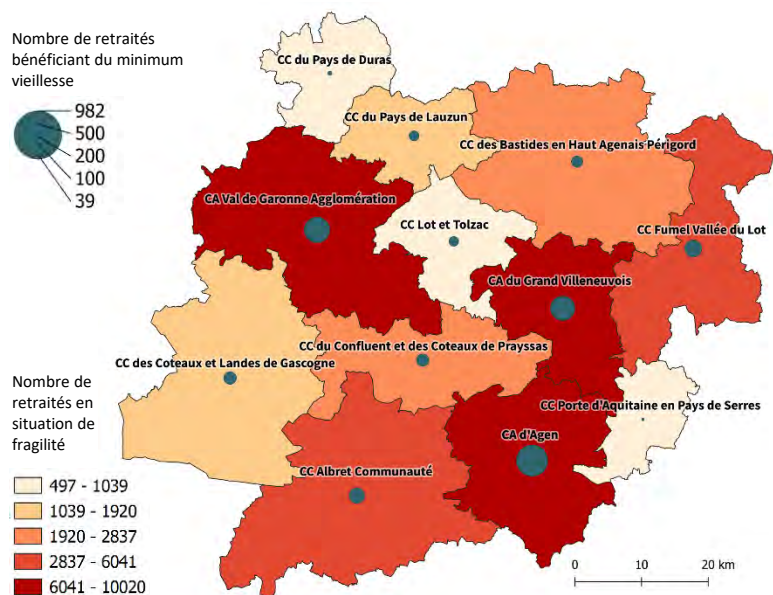 Nombre de retraités
bénéficiant du minimum
vieillesse
982
500
200
100
39
CC du Pays de Duras
CC du Pays de Lauzun
CC des Bastides en Haut Agenais Périgord
CA Val de Garonne Agglomération
CC Lot et Tolzac
CC Fumel Vallée du Lot
CA du Grand Villeneuvois
CC du Confluent et des Coteaux de Prayssas
CC des Coteaux et Landes de Gascogne
CC Porte d'Aquitaine en Pays de Serres
CA d'Agen
CC Albret Communauté
Nombre de
retraités en
situation de
fragilité
497 - 1039
1039 - 1920
1920 - 2837
2837 - 6041
6041 - 10020
0 10 20 km